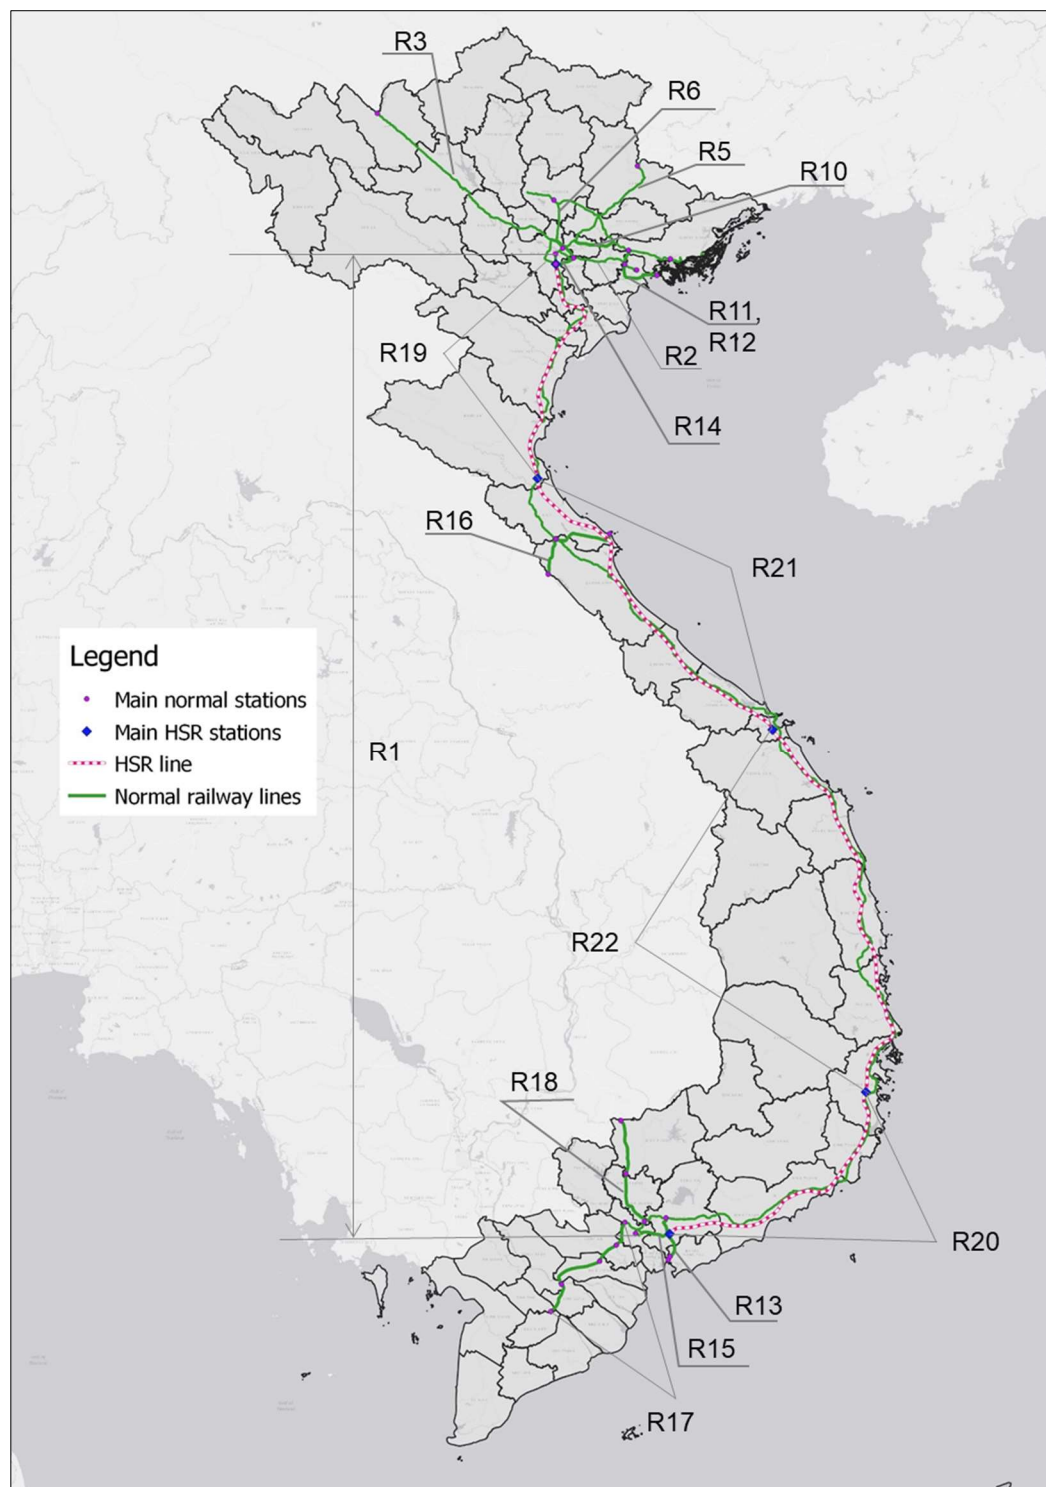 R3
R6
R5
R10
R11,
R12
R19
R2
R14
R16
R21
Legend
Main normal stations
Main HSR stations
HSR line
Normal railway lines
R1
R22
R18
R20
R13
R15
R17